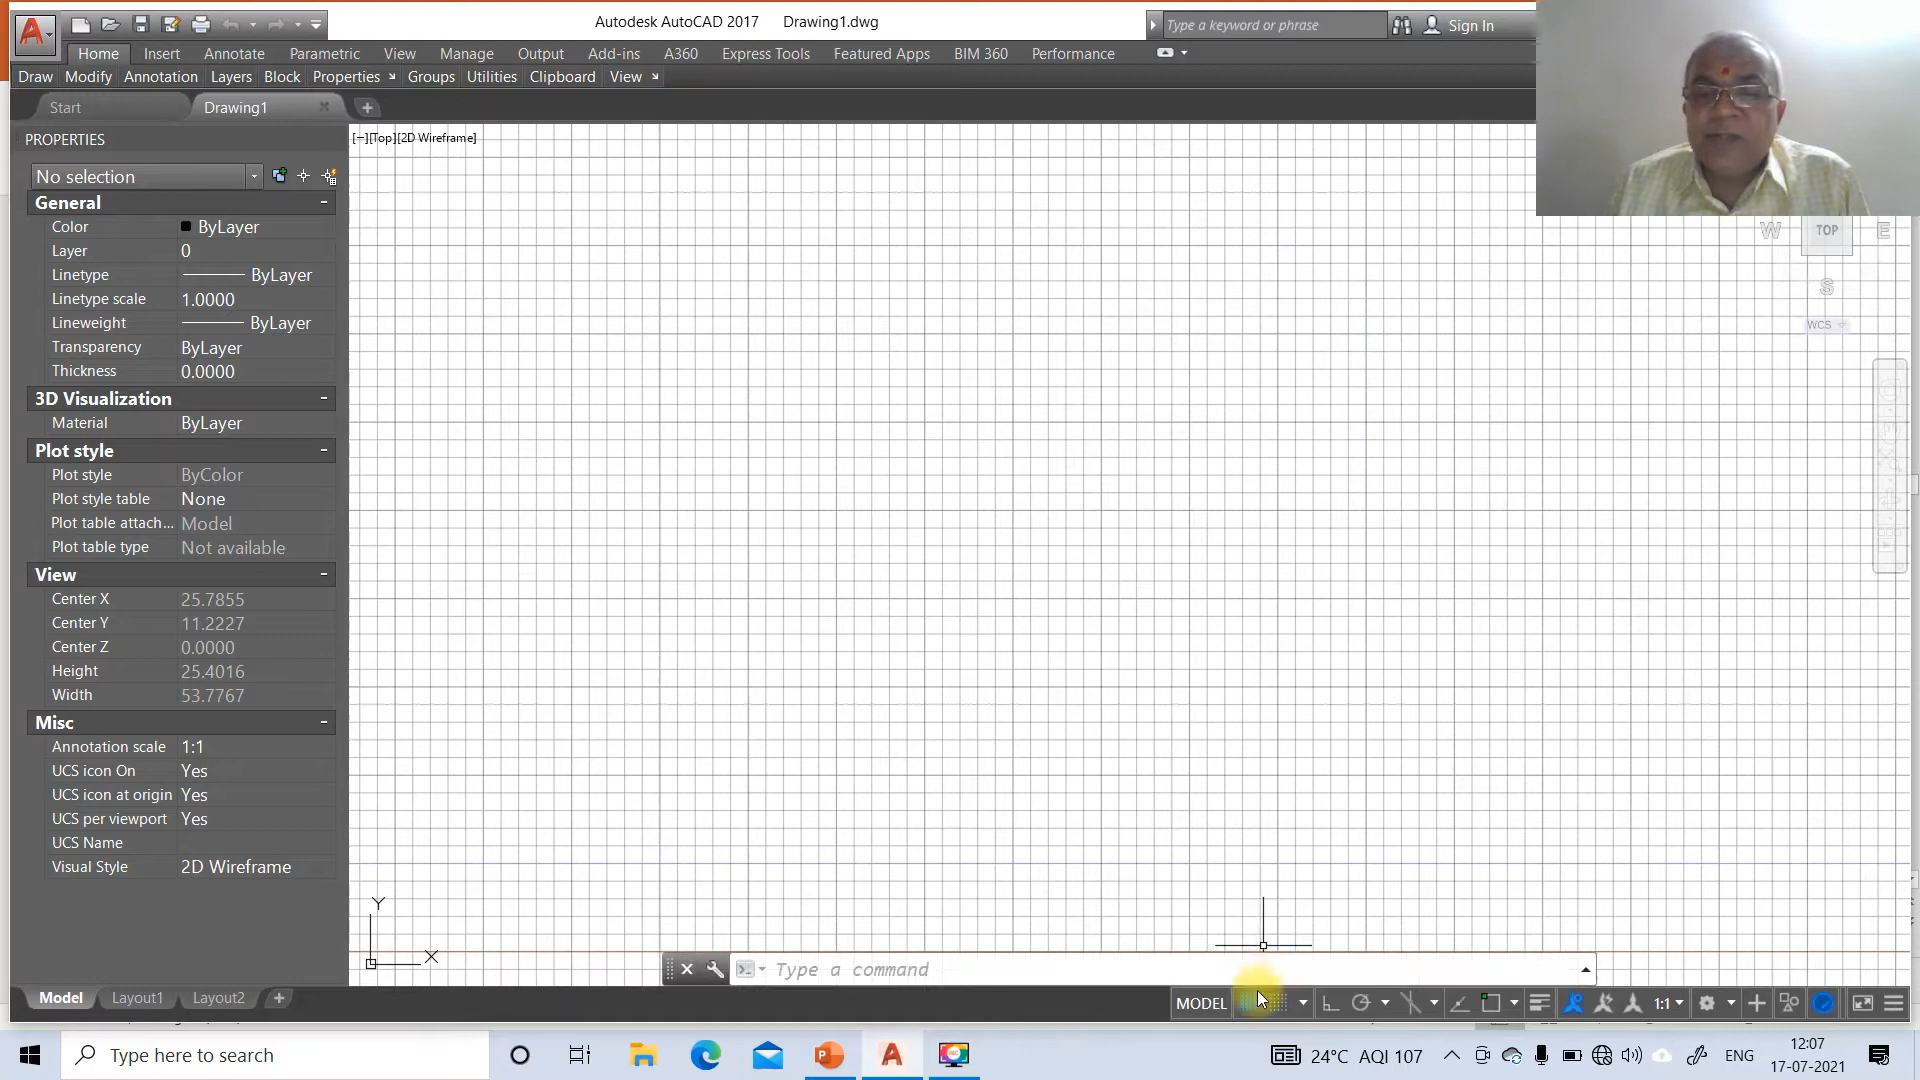 Autodesk AutoCAD 2017 Drawing1.dwg
Type a keyword or phrase
Sign In
Home Insert Annotate Parametric View Manage Output Add-ins A360 Express Tools Featured Apps BIM 360 Performance
Draw Modify Annotation Layers Block Properties Groups Utilities Clipboard View
Start Drawing1
PROPERTIES
[−][Top][2D Wireframe]
No selection
General
Color ByLayer
Layer 0
Linetype ByLayer
Linetype scale 1.0000
Lineweight ByLayer
Transparency ByLayer
Thickness 0.0000
3D Visualization
Material ByLayer
Plot style
Plot style ByColor
Plot style table None
Plot table attach... Model
Plot table type Not available
View
Center X 25.7855
Center Y 11.2227
Center Z 0.0000
Height 25.4016
Width 53.7767
Misc
Annotation scale 1:1
UCS icon On Yes
UCS icon at origin Yes
UCS per viewport Yes
UCS Name
Visual Style 2D Wireframe
W TOP E
S
WCS
Y
X
Type a command
Model Layout1 Layout2
MODEL 1:1
Type here to search
24°C AQI 107
ENG
12:07
17-07-2021